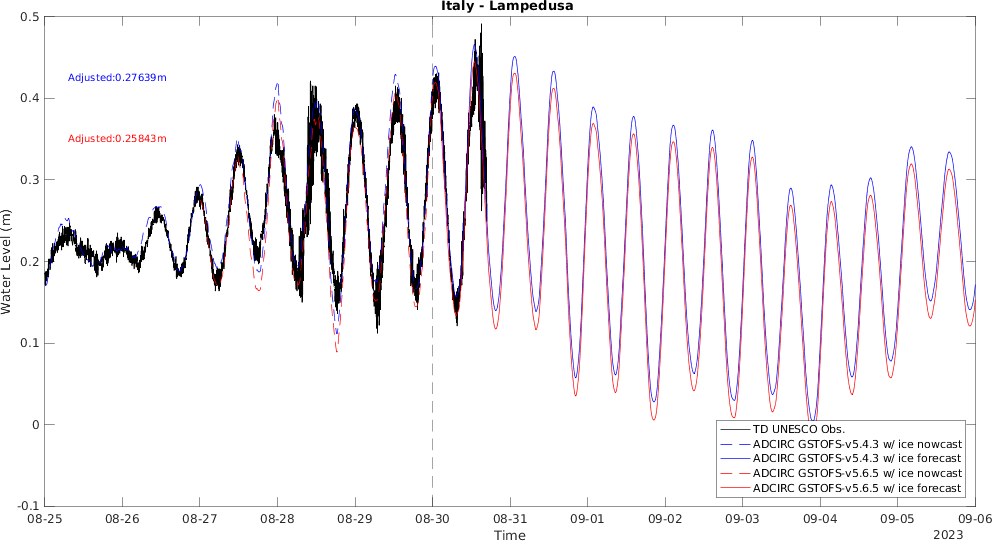 Italy - Lampedusa
0.5
0.4
0.3
0.2
0.1
0
-0.1
Water Level (m)
Adjusted:0.27639m
Adjusted:0.25843m
TD UNESCO Obs.
ADCIRC GSTOFS-v5.4.3 w/ ice nowcast
ADCIRC GSTOFS-v5.4.3 w/ ice forecast
ADCIRC GSTOFS-v5.6.5 w/ ice nowcast
ADCIRC GSTOFS-v5.6.5 w/ ice forecast
08-25 08-26 08-27 08-28 08-29 08-30 08-31 09-01 09-02 09-03 09-04 09-05 09-06
Time
2023